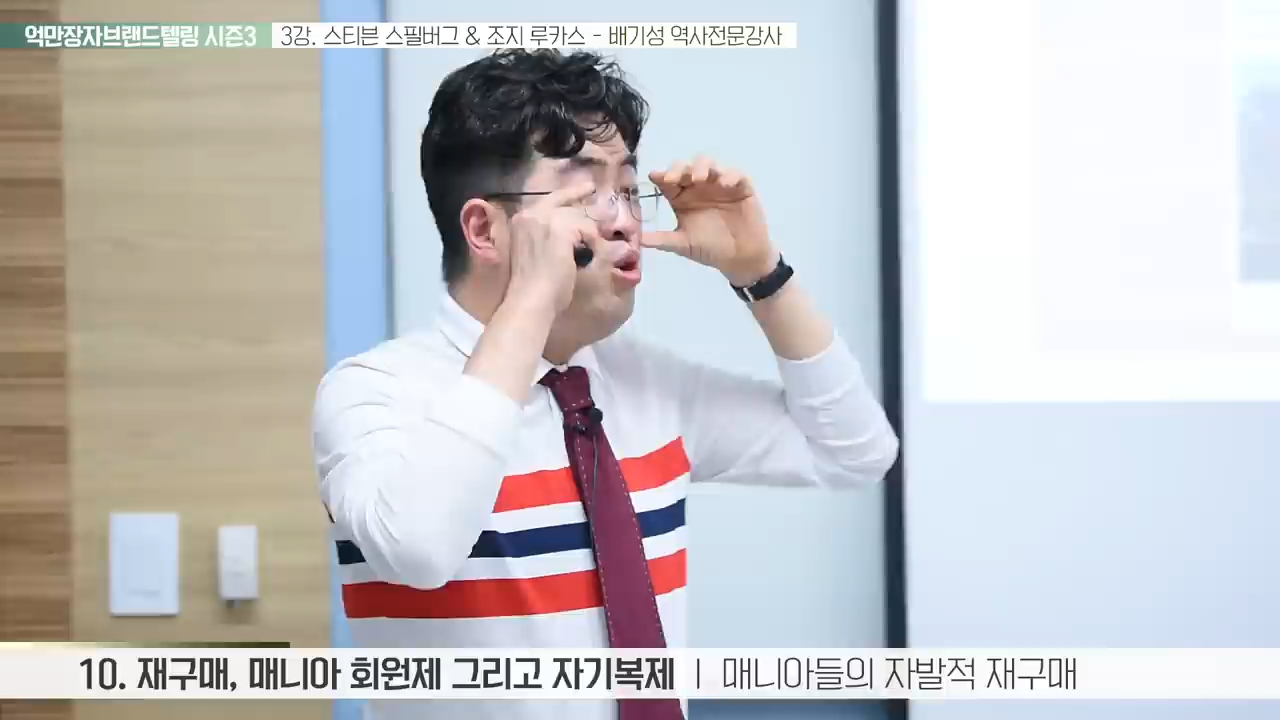 억만장자브랜드텔링 시즌3
3강. 스티븐 스필버그 & 조지 루카스 - 배기성 역사전문강사
10. 재구매, 매니아 회원제 그리고 자기복제 | 매니아들의 자발적 재구매